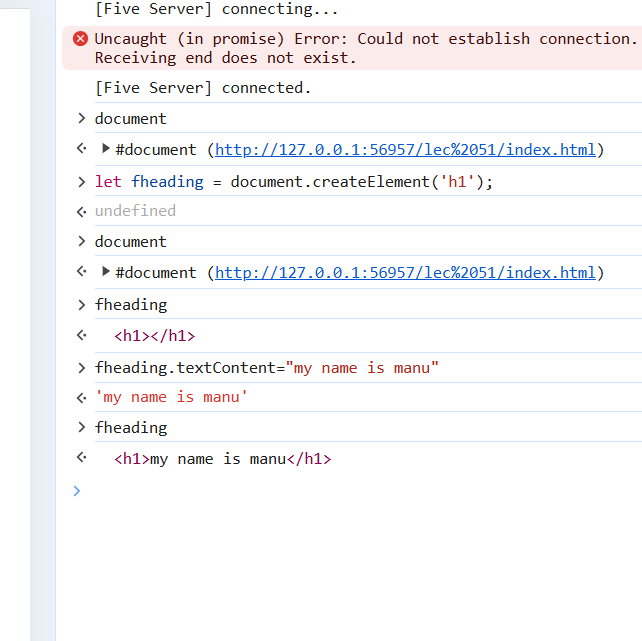 [Five Server] connecting...
Uncaught (in promise) Error: Could not establish connection.
Receiving end does not exist.
[Five Server] connected.
> document
<· ▶#document (http://127.0.0.1:56957/lec%2051/index.html)
> let fheading = document.createElement('h1');
<· undefined
> document
<· ▶#document (http://127.0.0.1:56957/lec%2051/index.html)
> fheading
<· <h1></h1>
> fheading.textContent="my name is manu"
<· 'my name is manu'
> fheading
<· <h1>my name is manu</h1>
>